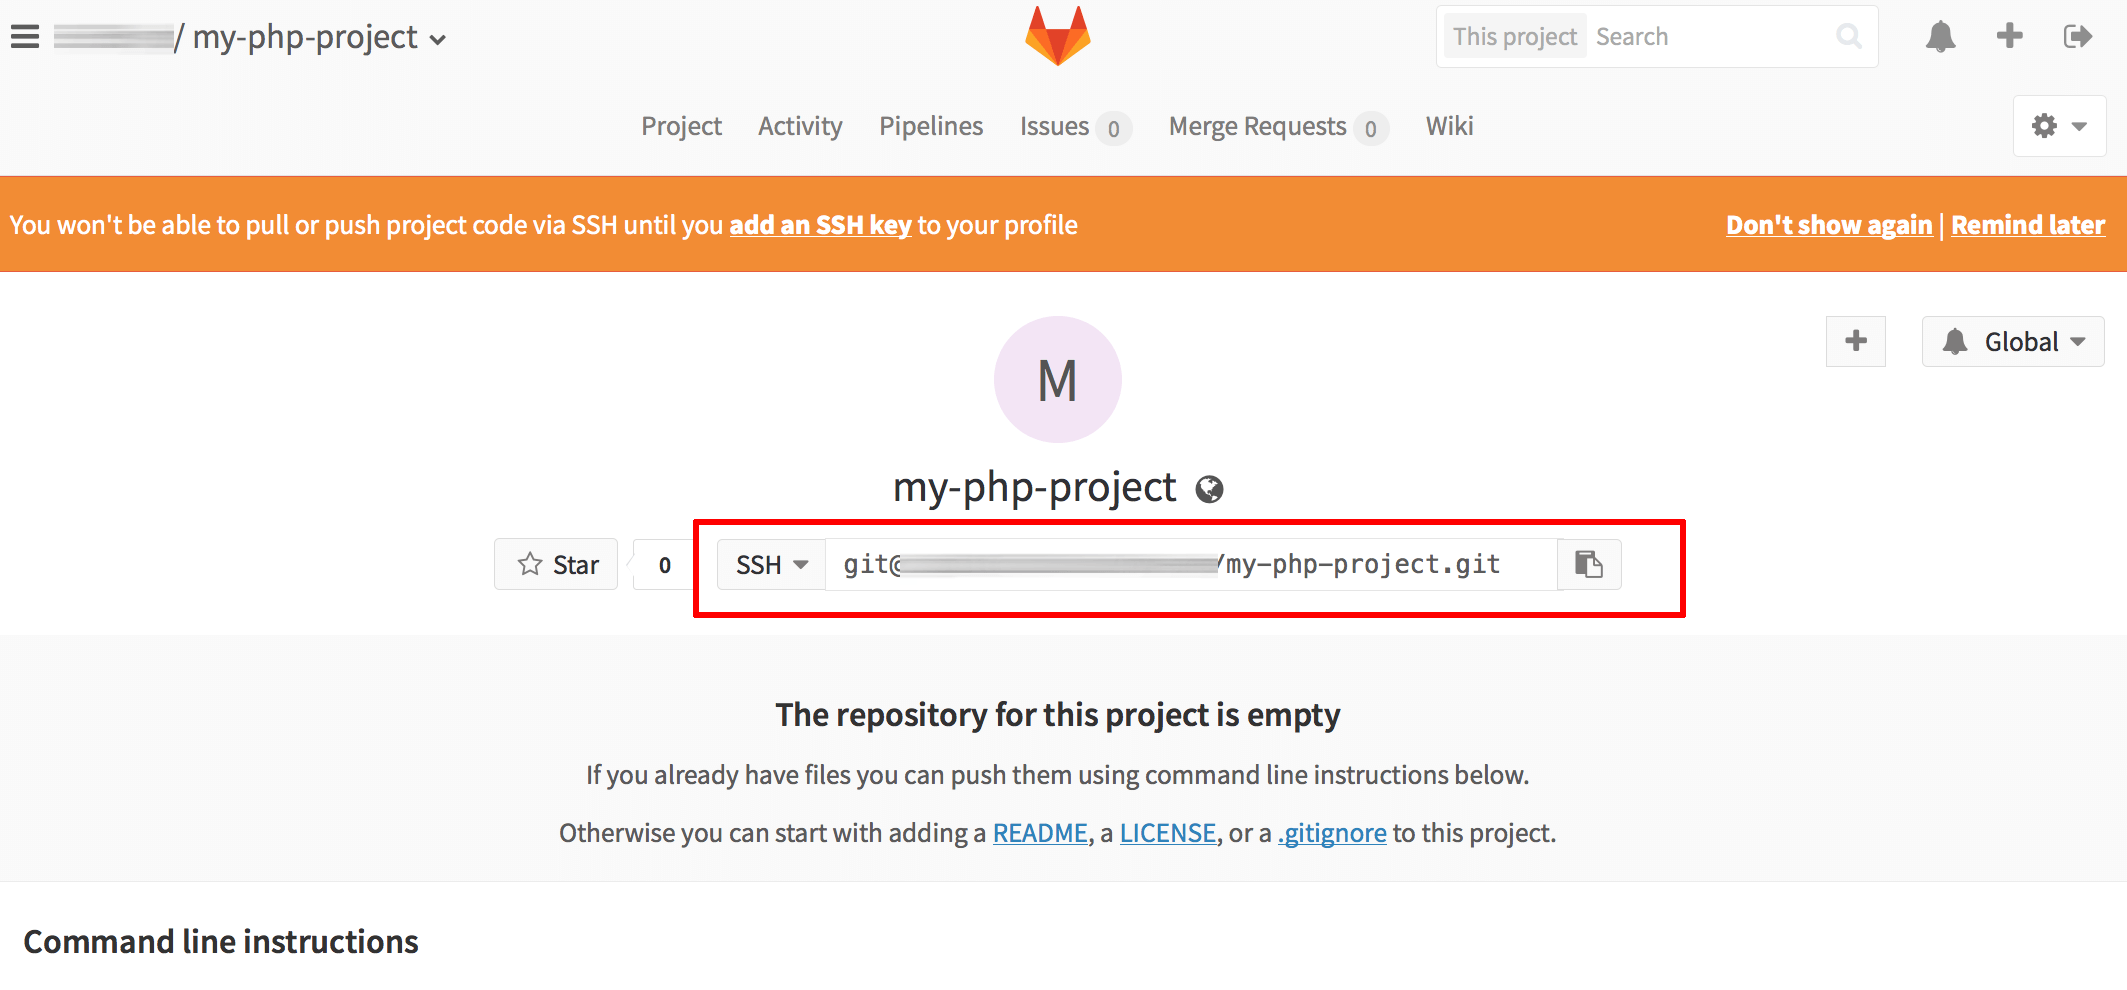 / my-php-project
This project Search
Project Activity Pipelines Issues 0 Merge Requests 0 Wiki
You won't be able to pull or push project code via SSH until you add an SSH key to your profile Don't show again | Remind later
M
Global
my-php-project
Star 0 SSH git@ /my-php-project.git
The repository for this project is empty
If you already have files you can push them using command line instructions below.
Otherwise you can start with adding a README, a LICENSE, or a .gitignore to this project.
Command line instructions